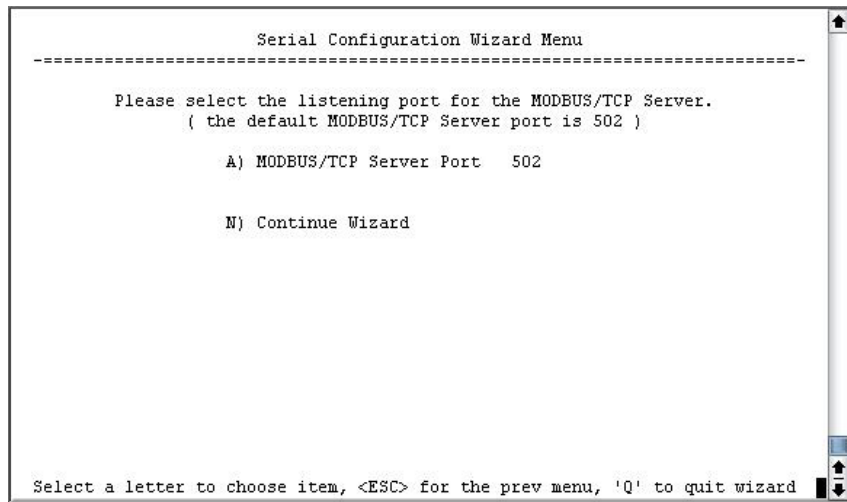 Serial Configuration Wizard Menu
-==========================================================================-
Please select the listening port for the MODBUS/TCP Server.
( the default MODBUS/TCP Server port is 502 )
A) MODBUS/TCP Server Port 502
N) Continue Wizard
Select a letter to choose item, <ESC> for the prev menu, 'Q' to quit wizard